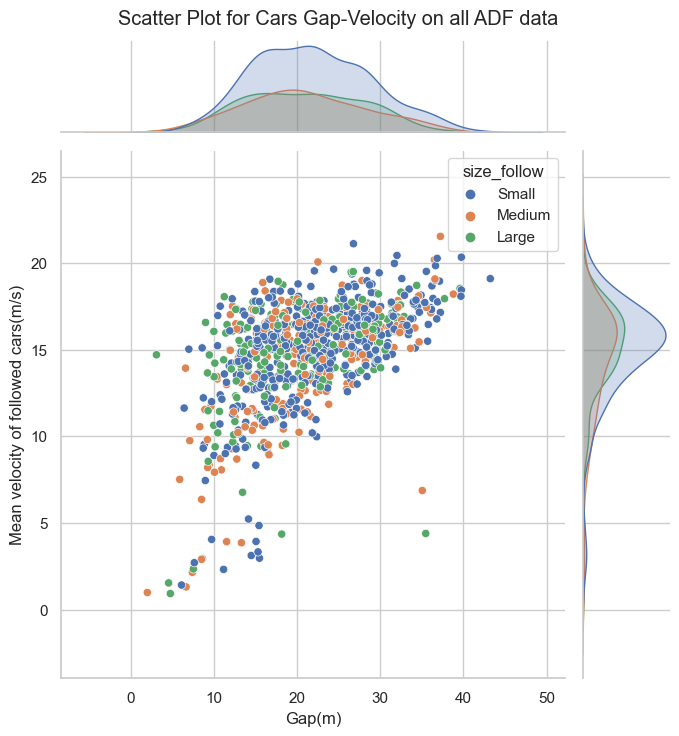 Scatter Plot for Cars Gap-Velocity on all ADF data
size_follow
Small
Medium
Large
Mean velocity of followed cars(m/s)
25
20
15
10
5
0
0 10 20 30 40 50
Gap(m)